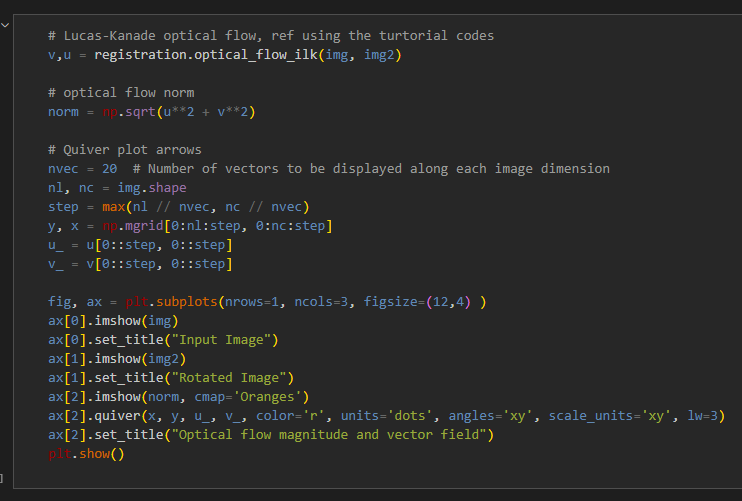 # Lucas-Kanade optical flow, ref using the turtorial codes
v,u = registration.optical_flow_ilk(img, img2)
# optical flow norm
norm = np.sqrt(u**2 + v**2)
# Quiver plot arrows
nvec = 20  # Number of vectors to be displayed along each image dimension
nl, nc = img.shape
step = max(nl // nvec, nc // nvec)
y, x = np.mgrid[0:nl:step, 0:nc:step]
u_ = u[0::step, 0::step]
v_ = v[0::step, 0::step]
fig, ax = plt.subplots(nrows=1, ncols=3, figsize=(12,4) )
ax[0].imshow(img)
ax[0].set_title("Input Image")
ax[1].imshow(img2)
ax[1].set_title("Rotated Image")
ax[2].imshow(norm, cmap='Oranges')
ax[2].quiver(x, y, u_, v_, color='r', units='dots', angles='xy', scale_units='xy', lw=3)
ax[2].set_title("Optical flow magnitude and vector field")
plt.show()
]